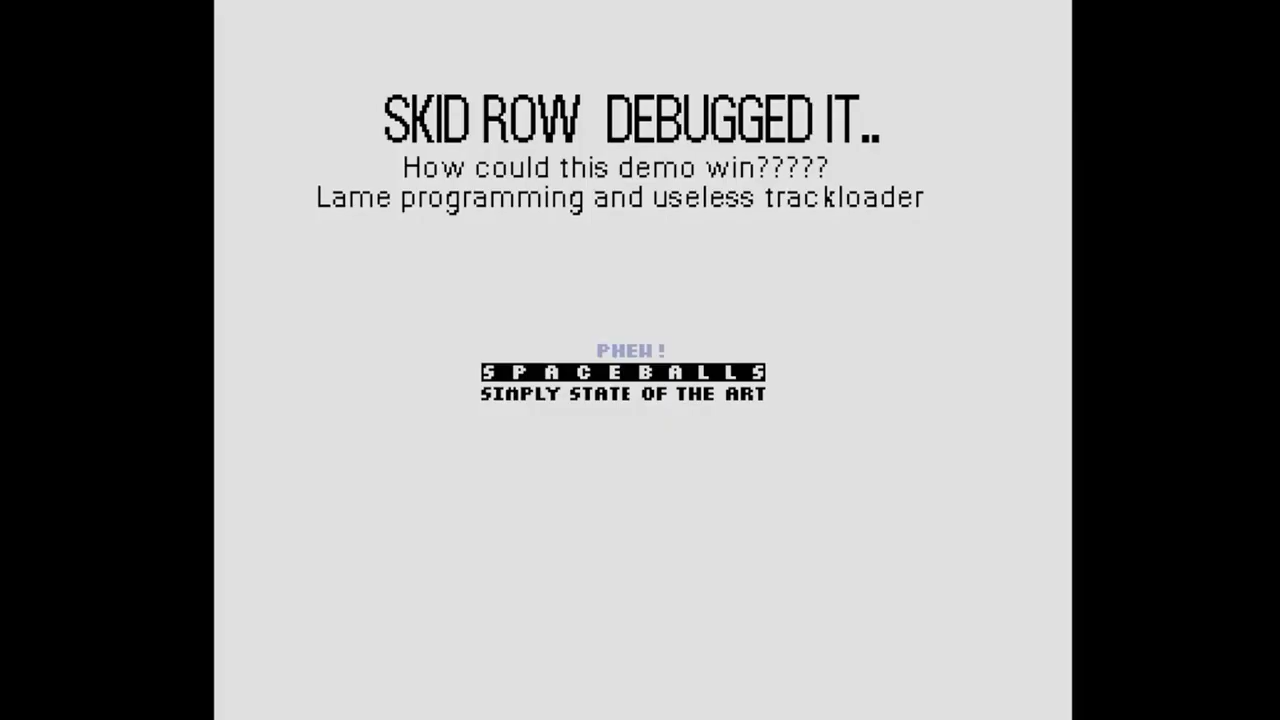 SKID ROW DEBUGGED IT..
How could this demo win?????
Lame programming and useless trackloader
PHEW!
SPACEBALLS
SIMPLY STATE OF THE ART